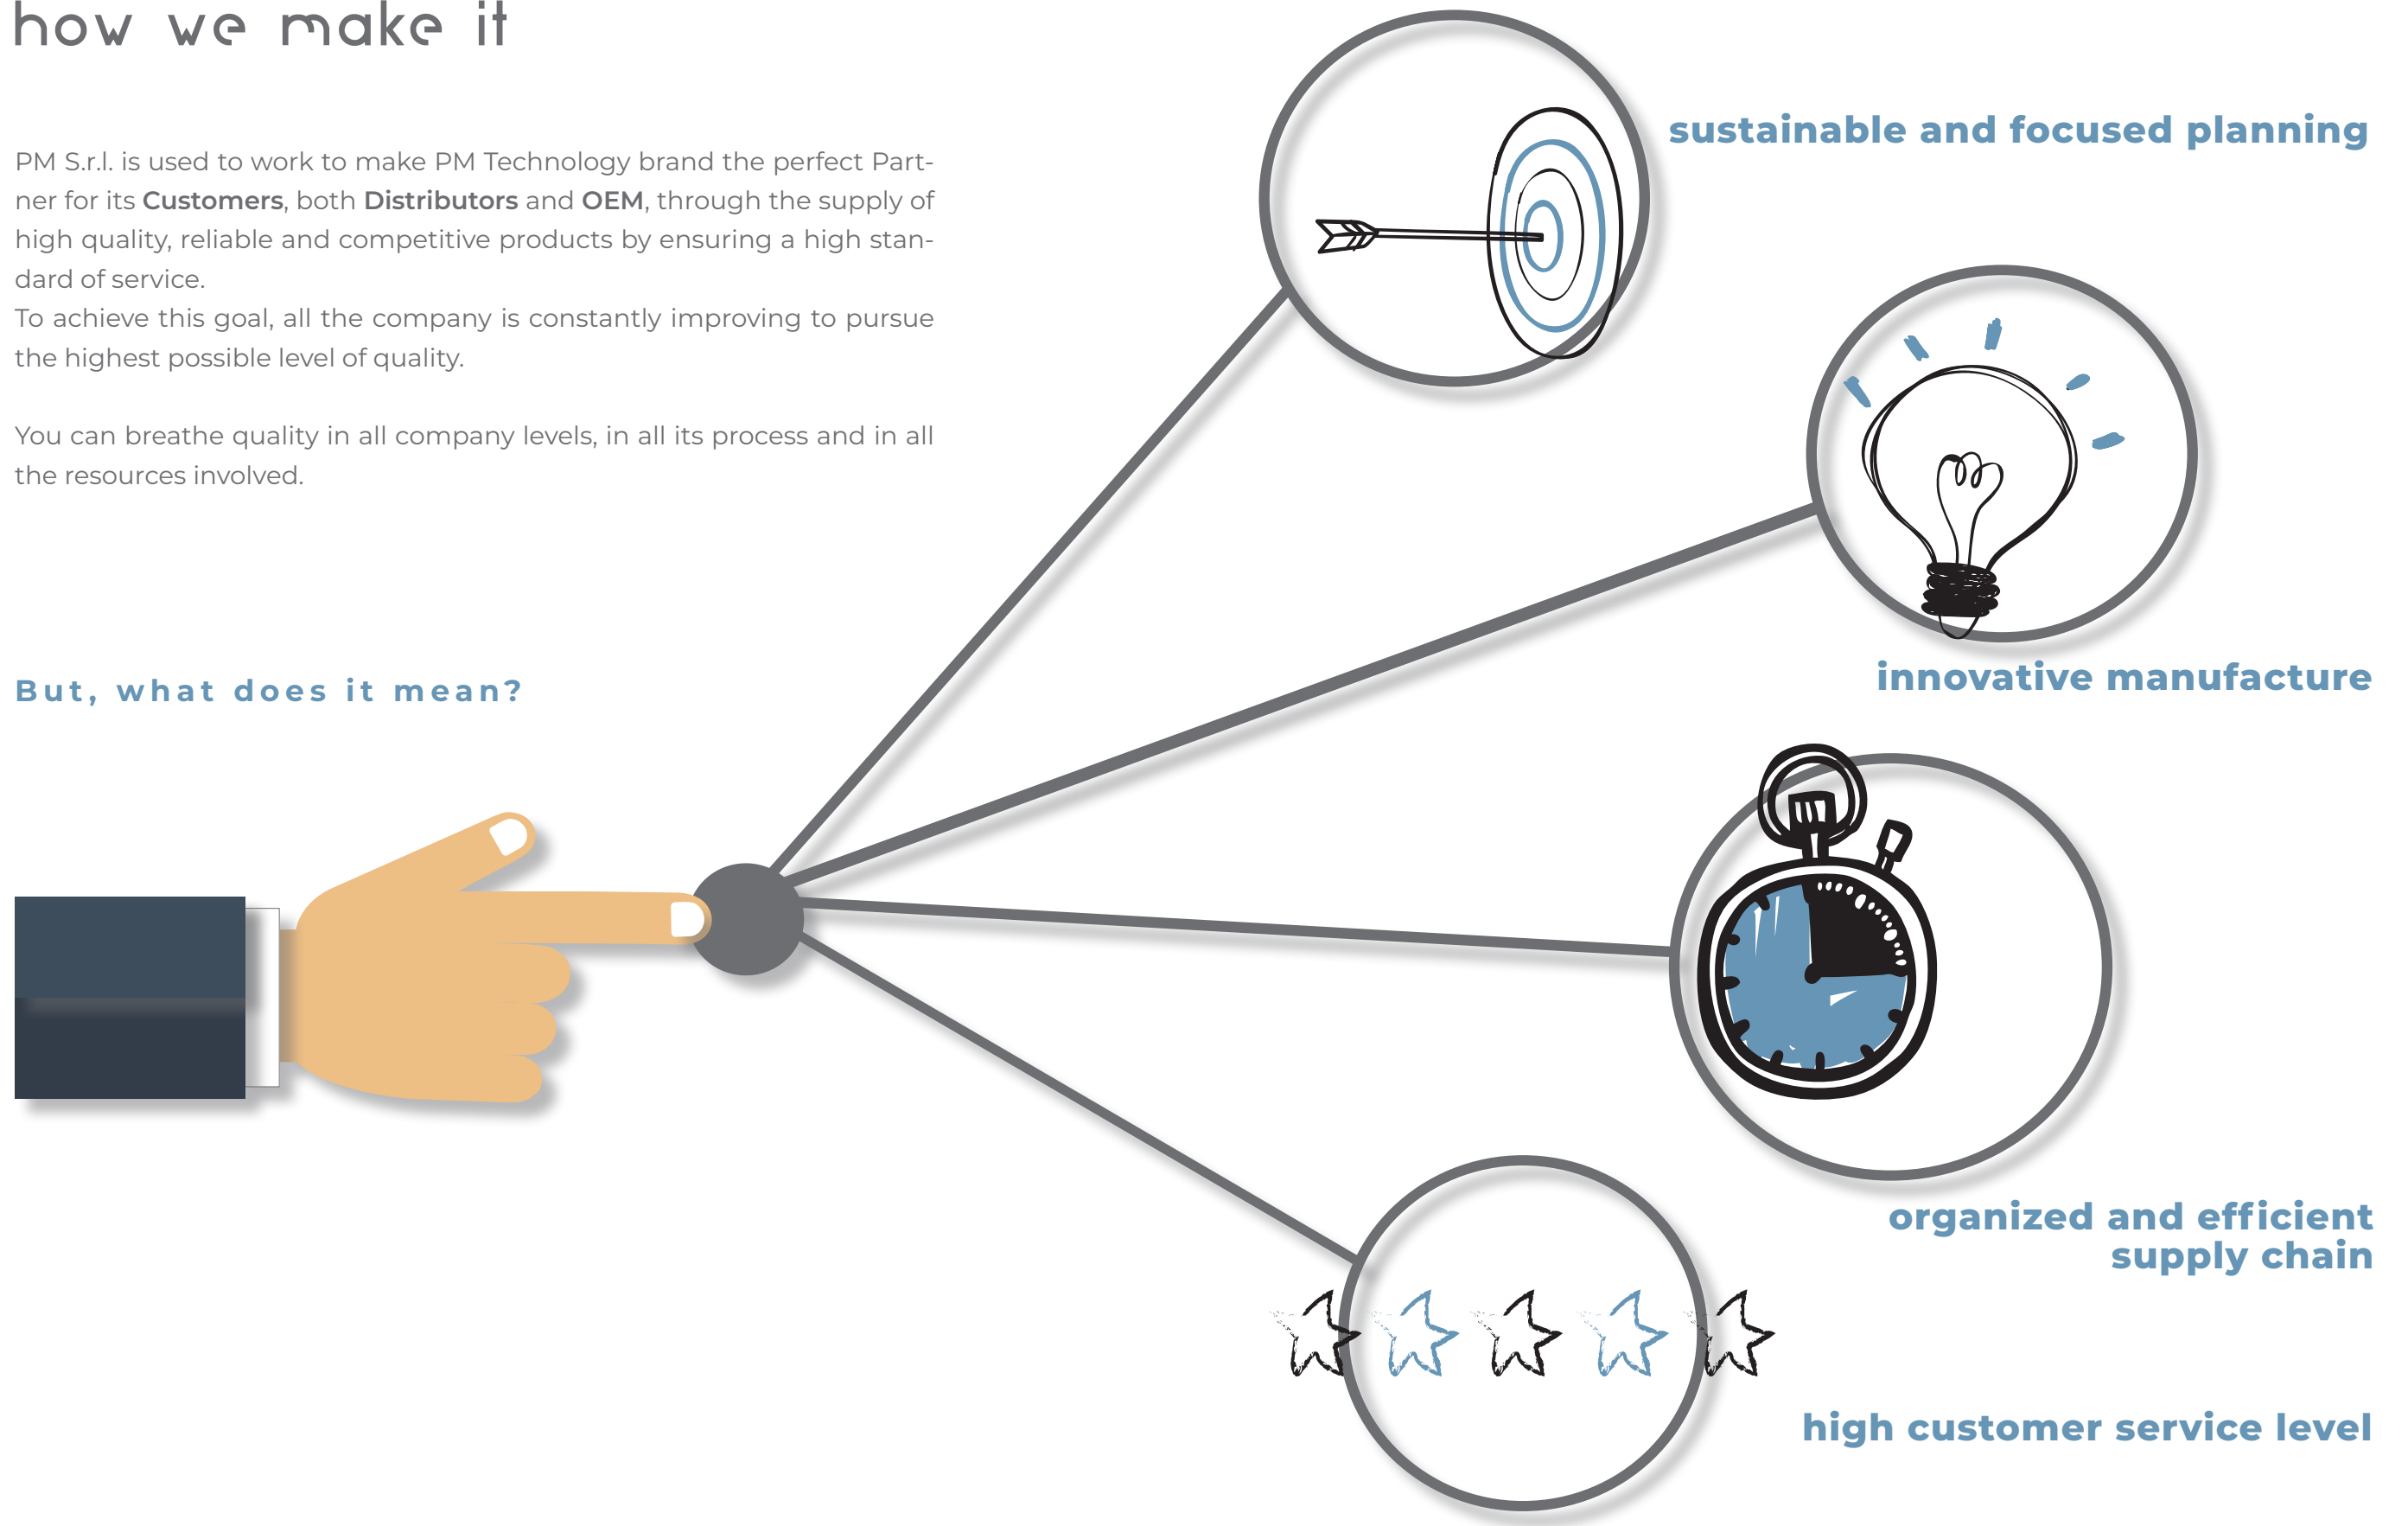 how we make it
PM S.r.l. is used to work to make PM Technology brand the perfect Part-
ner for its Customers, both Distributors and OEM, through the supply of
high quality, reliable and competitive products by ensuring a high stan-
dard of service.
To achieve this goal, all the company is constantly improving to pursue
the highest possible level of quality.
You can breathe quality in all company levels, in all its process and in all
the resources involved.
But, what does it mean?
sustainable and focused planning
innovative manufacture
organized and efficient
supply chain
high customer service level